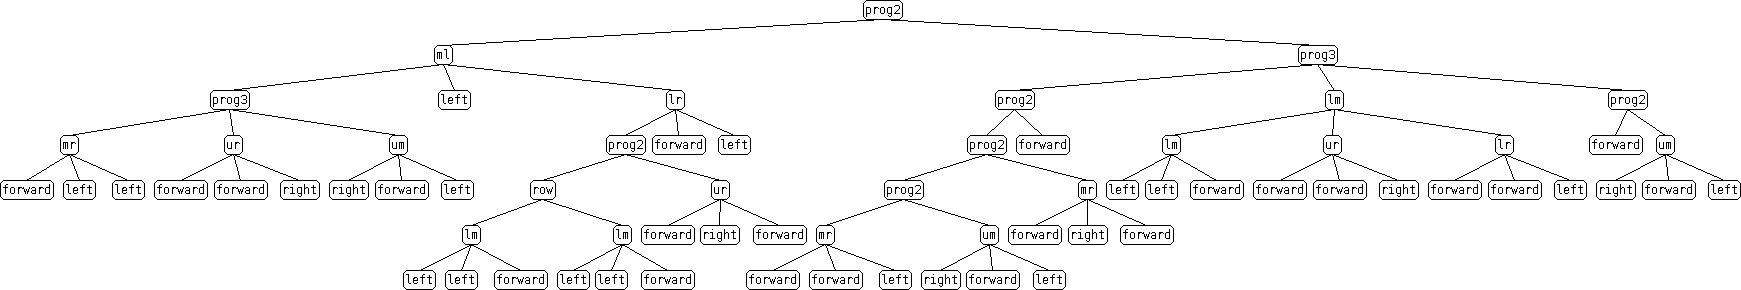 prog2
ml prog3
prog3 left lr prog2 lm prog2
mr ur um prog2 forward left prog2 forward lm ur lr forward um
forward left left forward forward right right forward left row ur prog2 mr left left forward forward forward right forward forward left right forward left
lm lm forward right forward mr um forward right forward
left left forward left left forward forward forward left right forward left